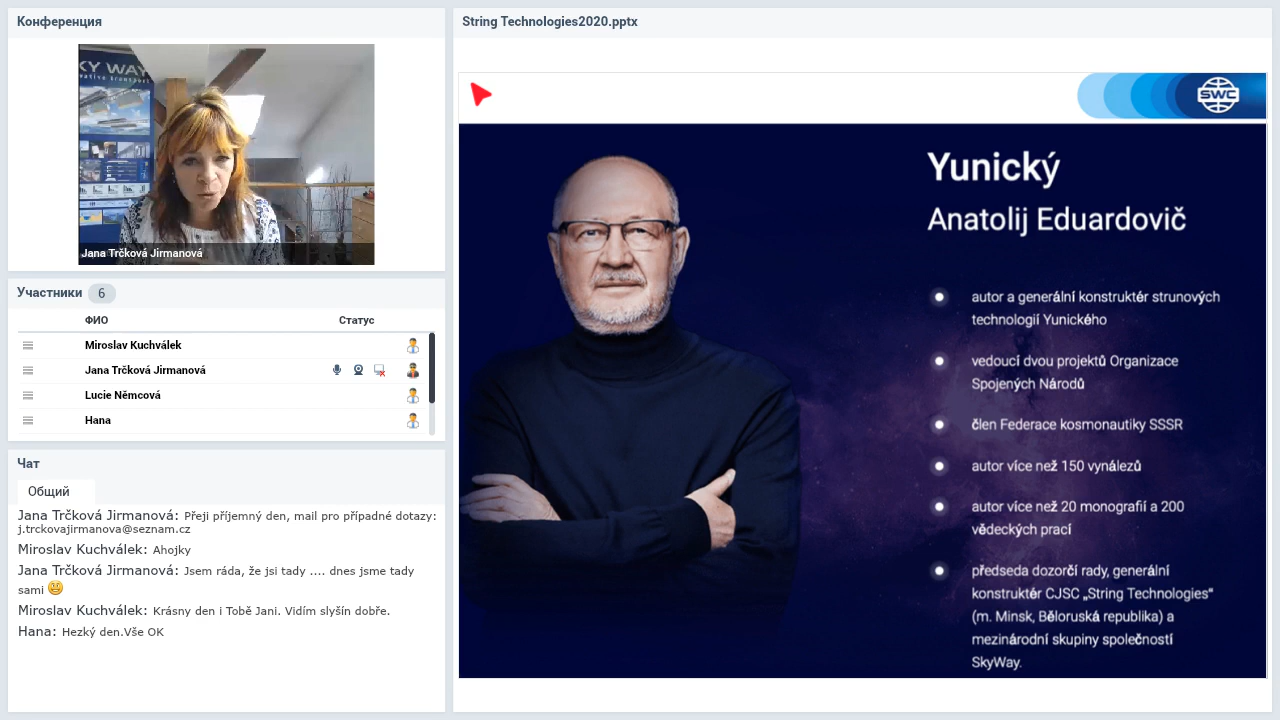 Конференция
KY WAY
Jana Trčková Jirmanová
Участники 6
ФИО Статус
Miroslav Kuchválek
Jana Trčková Jirmanová
Lucie Němcová
Hana
Чат
Общий
Jana Trčková Jirmanová: Přeji příjemný den, mail pro případné dotazy:
j.trckovajirmanova@seznam.cz
Miroslav Kuchválek: Ahojky
Jana Trčková Jirmanová: Jsem ráda, že jsi tady .... dnes jsme tady
sami
Miroslav Kuchválek: Krásny den i Tobě Jani. Vidím slyšín dobře.
Hana: Hezký den.Vše OK
String Technologies2020.pptx
SWC
Yunický
Anatolij Eduardovič
autor a generální konstruktér strunových
technologií Yunického
vedoucí dvou projektů Organizace
Spojených Národů
člen Federace kosmonautiky SSSR
autor více než 150 vynálezů
autor více než 20 monografií a 200
vědeckých prací
předseda dozorčí rady, generální
konstruktér CJSC „String Technologies"
(m. Minsk, Běloruská republika) a
mezinárodní skupiny společností
SkyWay.